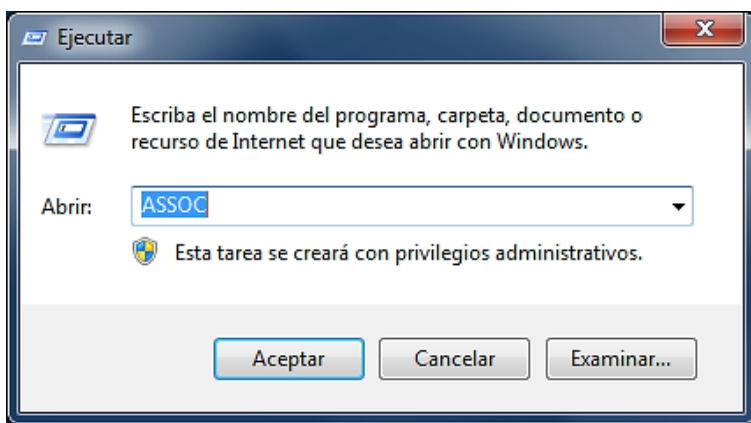 Ejecutar
X
Escriba el nombre del programa, carpeta, documento o
recurso de Internet que desea abrir con Windows.
Abrir: ASSOC
Esta tarea se creará con privilegios administrativos.
Aceptar Cancelar Examinar...